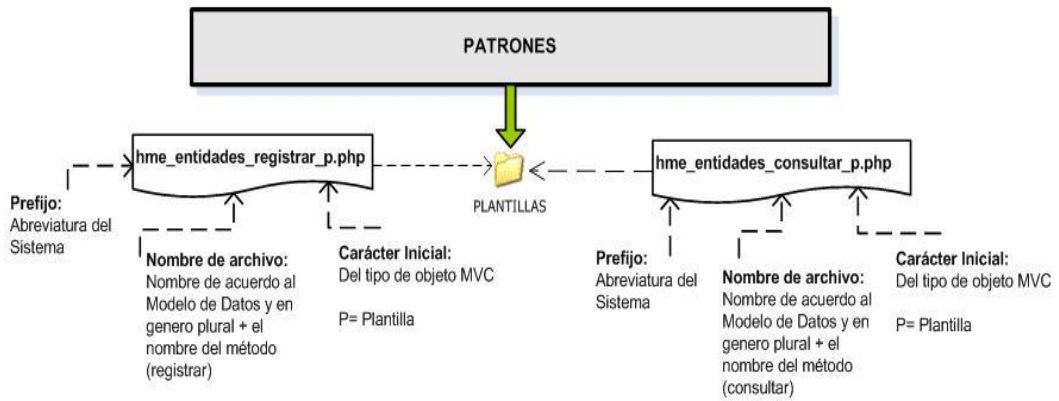 PATRONES
hme_entidades_registrar_p.php
hme_entidades_consultar_p.php
PLANTILLAS
Prefijo:
Abreviatura del
Sistema
Nombre de archivo:
Nombre de acuerdo al
Modelo de Datos y en
genero plural + el
nombre del método
(registrar)
Carácter Inicial:
Del tipo de objeto MVC
P= Plantilla
Prefijo:
Abreviatura del
Sistema
Nombre de archivo:
Nombre de acuerdo al
Modelo de Datos y en
genero plural + el
nombre del método
(consultar)
Carácter Inicial:
Del tipo de objeto MVC
P= Plantilla